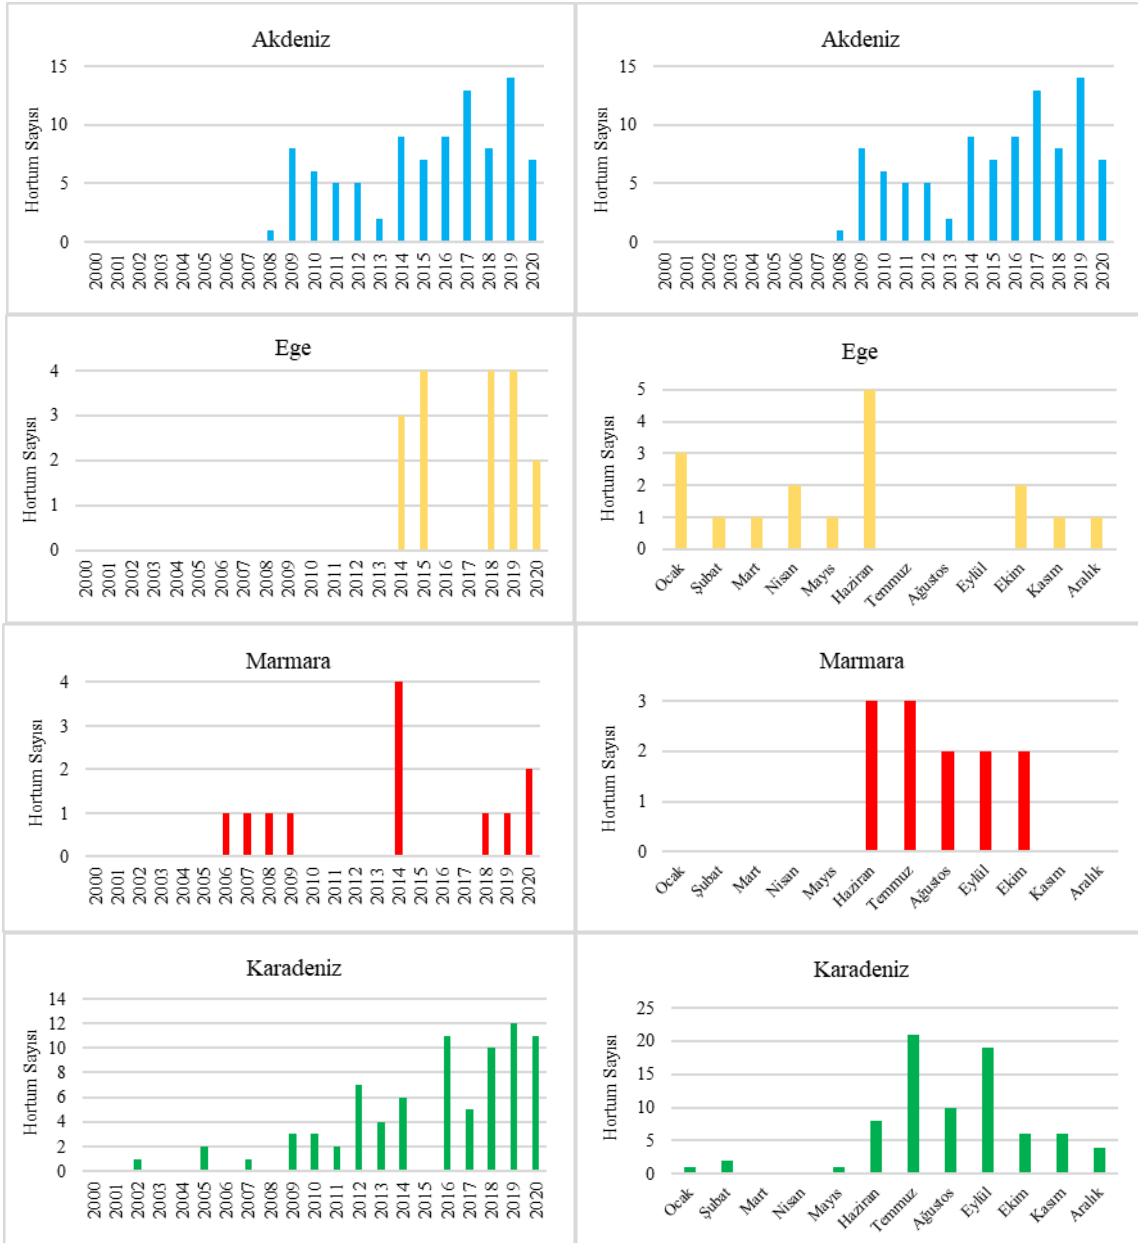 Akdeniz
Hortum Sayısı
15
10
5
0
2000 2001 2002 2003 2004 2005 2006 2007 2008 2009 2010 2011 2012 2013 2014 2015 2016 2017 2018 2019 2020
Akdeniz
Hortum Sayısı
15
10
5
0
2000 2001 2002 2003 2004 2005 2006 2007 2008 2009 2010 2011 2012 2013 2014 2015 2016 2017 2018 2019 2020
Ege
Hortum Sayısı
4
3
2
1
0
2000 2001 2002 2003 2004 2005 2006 2007 2008 2009 2010 2011 2012 2013 2014 2015 2016 2017 2018 2019 2020
Ege
Hortum Sayısı
5
4
3
2
1
0
Ocak Şubat Mart Nisan Mayıs Haziran Temmuz Ağustos Eylül Ekim Kasım Aralık
Marmara
Hortum Sayısı
4
3
2
1
0
2000 2001 2002 2003 2004 2005 2006 2007 2008 2009 2010 2011 2012 2013 2014 2015 2016 2017 2018 2019 2020
Marmara
Hortum Sayısı
3
2
1
0
Ocak Şubat Mart Nisan Mayıs Haziran Temmuz Ağustos Eylül Ekim Kasım Aralık
Karadeniz
Hortum Sayısı
14
12
10
8
6
4
2
0
2000 2001 2002 2003 2004 2005 2006 2007 2008 2009 2010 2011 2012 2013 2014 2015 2016 2017 2018 2019 2020
Karadeniz
Hortum Sayısı
25
20
15
10
5
0
Ocak Şubat Mart Nisan Mayıs Haziran Temmuz Ağustos Eylül Ekim Kasım Aralık